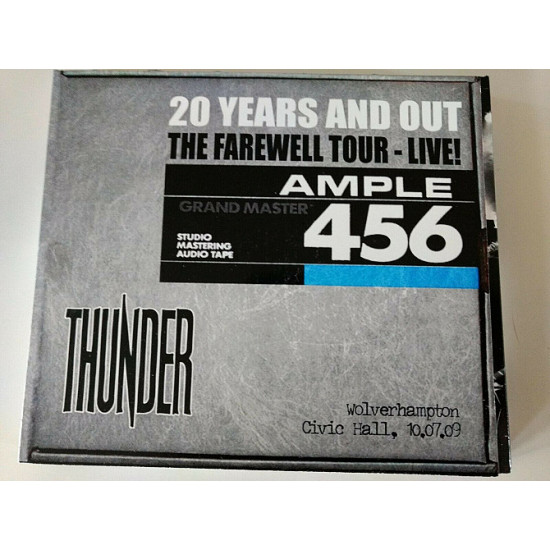 20 YEARS AND OUT
THE FAREWELL TOUR - LIVE!
AMPLE
GRAND MASTER™
456
STUDIO
MASTERING
AUDIO TAPE
THUNDER
Wolverhampton
Civic Hall, 10.07.09